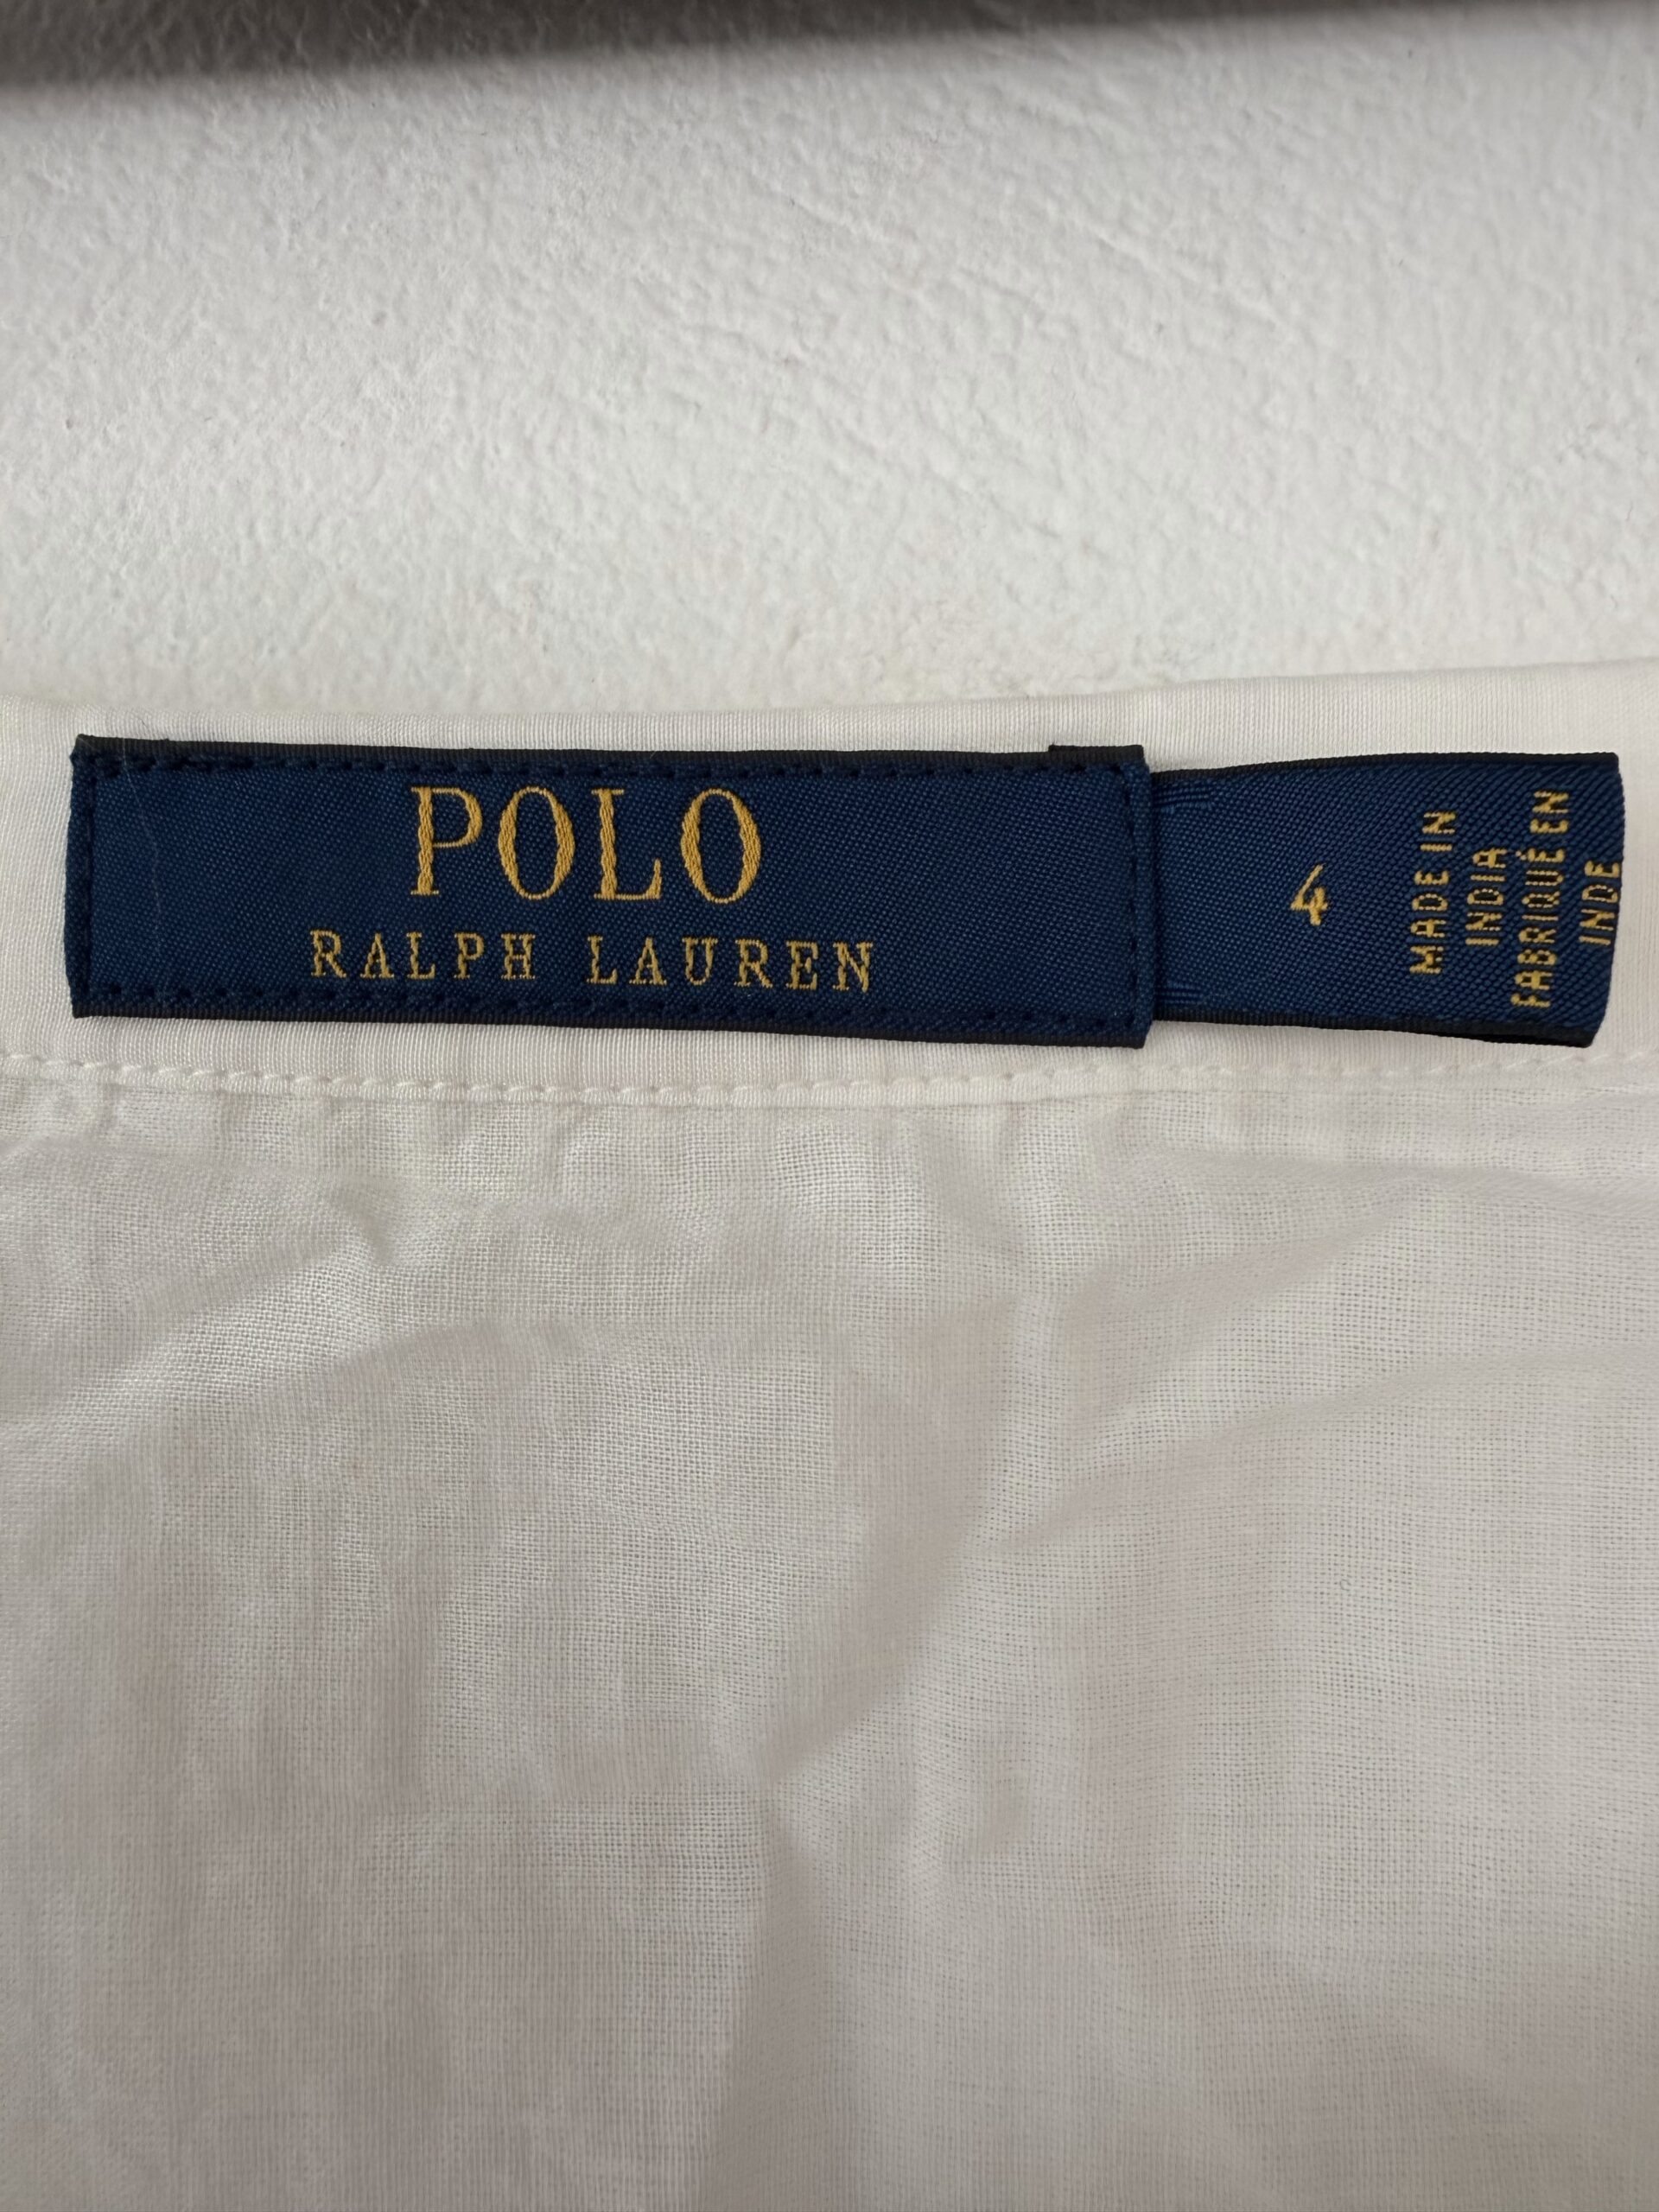 POLO
RALPH LAUREN
4
MADE IN
INDIA
FABRIQUÉ EN
INDE